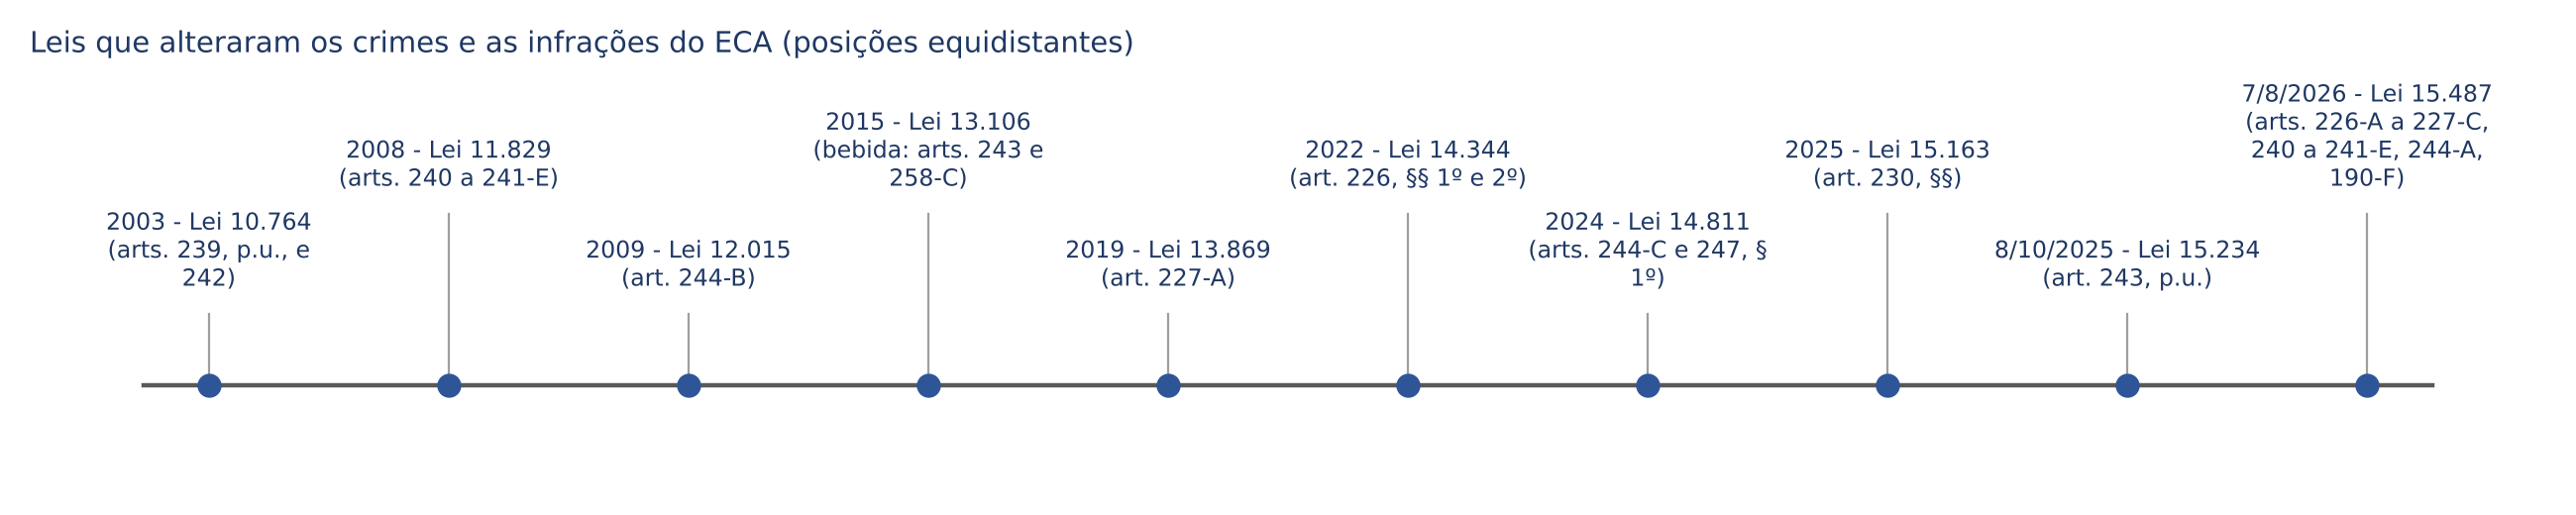 Leis que alteraram os crimes e as infrações do ECA (posições equidistantes)
2003 - Lei 10.764
(arts. 239, p.u., e
242)
2008 - Lei 11.829
(arts. 240 a 241-E)
2009 - Lei 12.015
(art. 244-B)
2015 - Lei 13.106
(bebida: arts. 243 e
258-C)
2019 - Lei 13.869
(art. 227-A)
2022 - Lei 14.344
(art. 226, §§ 1º e 2º)
2024 - Lei 14.811
(arts. 244-C e 247, §
1º)
2025 - Lei 15.163
(art. 230, §§)
8/10/2025 - Lei 15.234
(art. 243, p.u.)
7/8/2026 - Lei 15.487
(arts. 226-A a 227-C,
240 a 241-E, 244-A,
190-F)